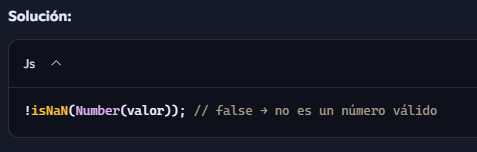 Solución:
Js
!isNaN(Number(valor)); // false → no es un número válido